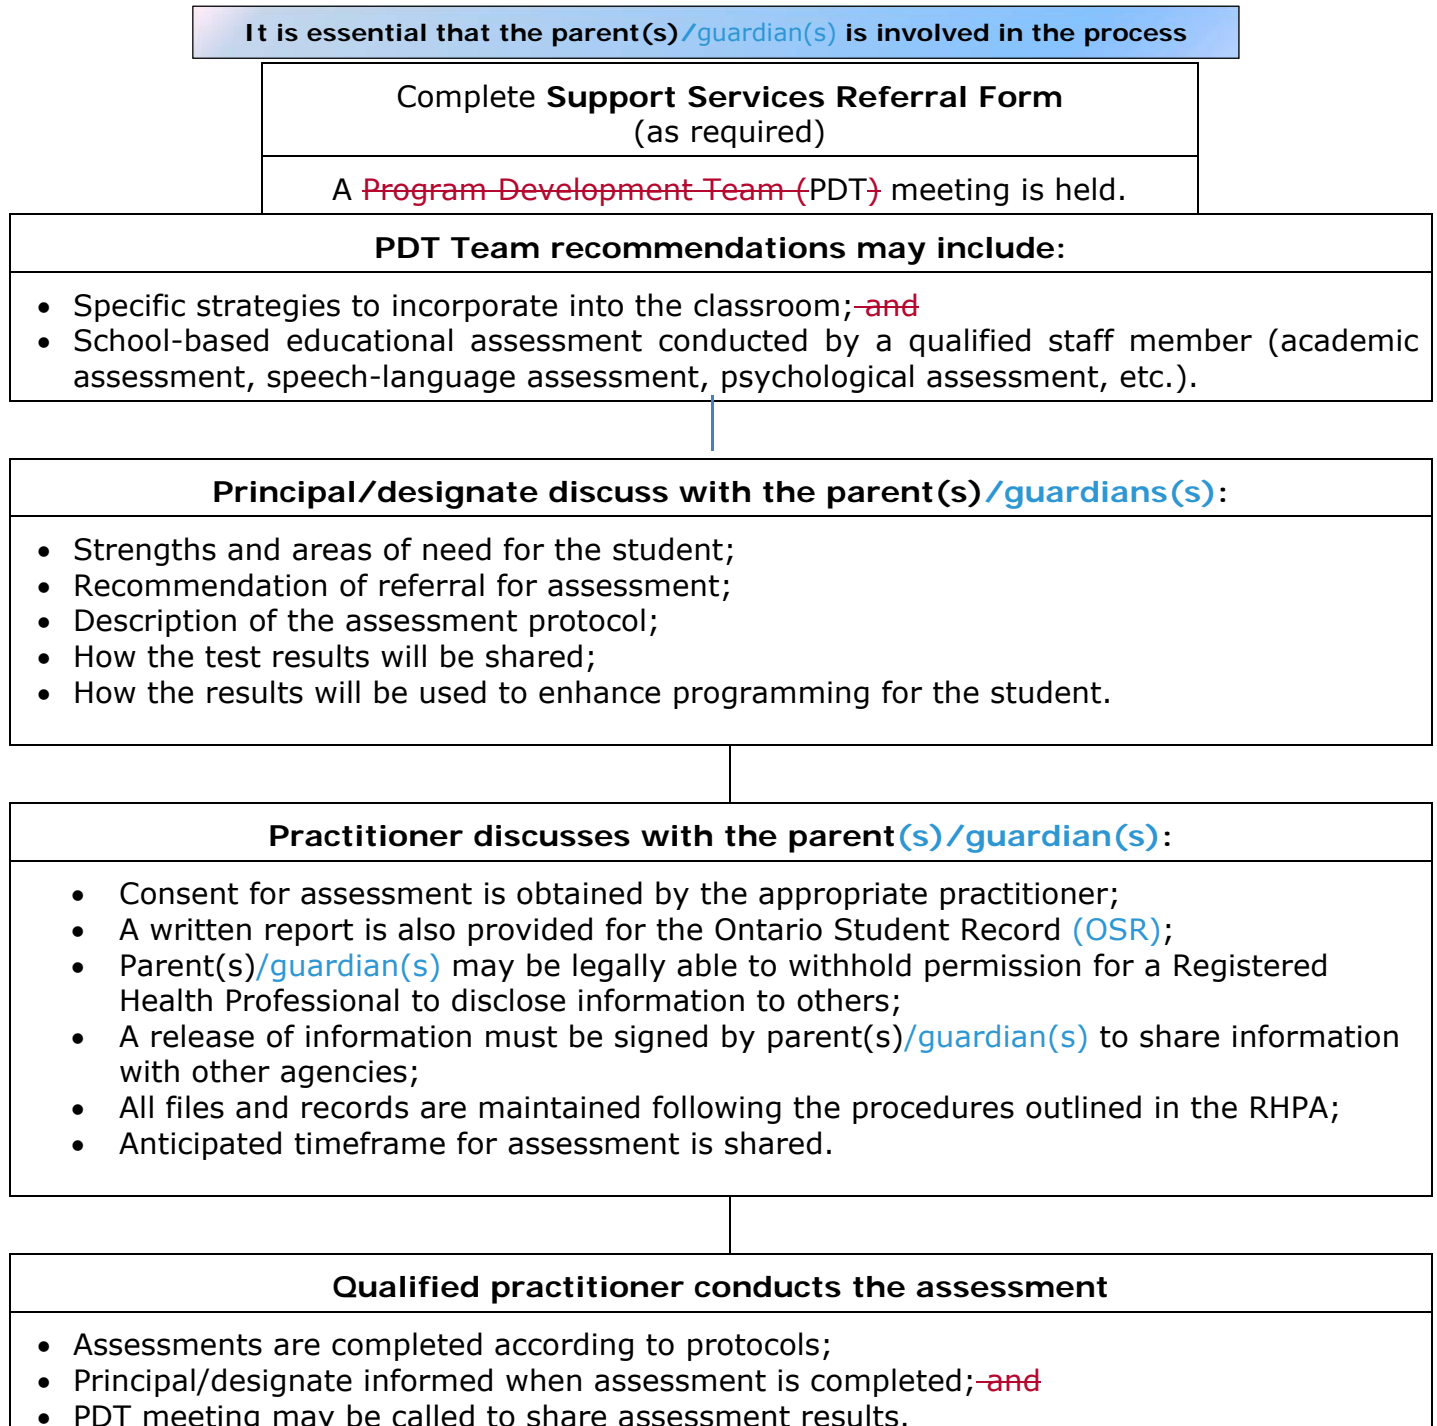 It is essential that the parent(s)/guardian(s) is involved in the process
Complete Support Services Referral Form
(as required)
A Program Development Team (PDT) meeting is held.
PDT Team recommendations may include:
• Specific strategies to incorporate into the classroom; and
• School-based educational assessment conducted by a qualified staff member (academic
assessment, speech-language assessment, psychological assessment, etc.).
Principal/designate discuss with the parent(s)/guardians(s):
• Strengths and areas of need for the student;
• Recommendation of referral for assessment;
• Description of the assessment protocol;
• How the test results will be shared;
• How the results will be used to enhance programming for the student.
Practitioner discusses with the parent(s)/guardian(s):
• Consent for assessment is obtained by the appropriate practitioner;
• A written report is also provided for the Ontario Student Record (OSR);
• Parent(s)/guardian(s) may be legally able to withhold permission for a Registered
Health Professional to disclose information to others;
• A release of information must be signed by parent(s)/guardian(s) to share information
with other agencies;
• All files and records are maintained following the procedures outlined in the RHPA;
• Anticipated timeframe for assessment is shared.
Qualified practitioner conducts the assessment
• Assessments are completed according to protocols;
• Principal/designate informed when assessment is completed; and
• PDT meeting may be called to share assessment results.